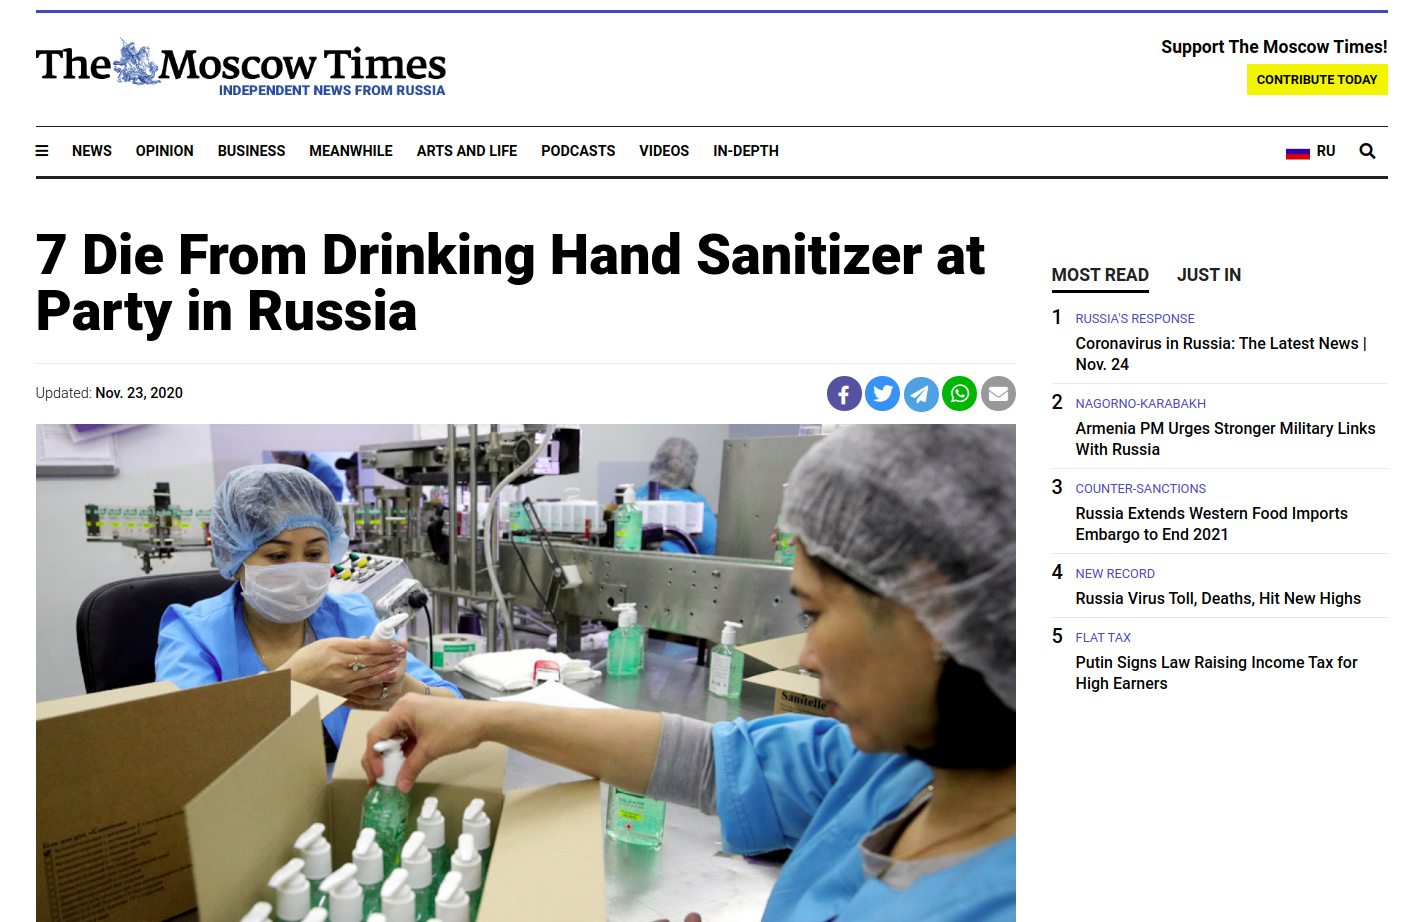 The Moscow Times
INDEPENDENT NEWS FROM RUSSIA
Support The Moscow Times!
CONTRIBUTE TODAY
NEWS OPINION BUSINESS MEANWHILE ARTS AND LIFE PODCASTS VIDEOS IN-DEPTH RU
7 Die From Drinking Hand Sanitizer at
Party in Russia
Updated: Nov. 23, 2020
MOST READ JUST IN
1 RUSSIA'S RESPONSE
Coronavirus in Russia: The Latest News |
Nov. 24
2 NAGORNO-KARABAKH
Armenia PM Urges Stronger Military Links
With Russia
3 COUNTER-SANCTIONS
Russia Extends Western Food Imports
Embargo to End 2021
4 NEW RECORD
Russia Virus Toll, Deaths, Hit New Highs
5 FLAT TAX
Putin Signs Law Raising Income Tax for
High Earners
Sanitelle